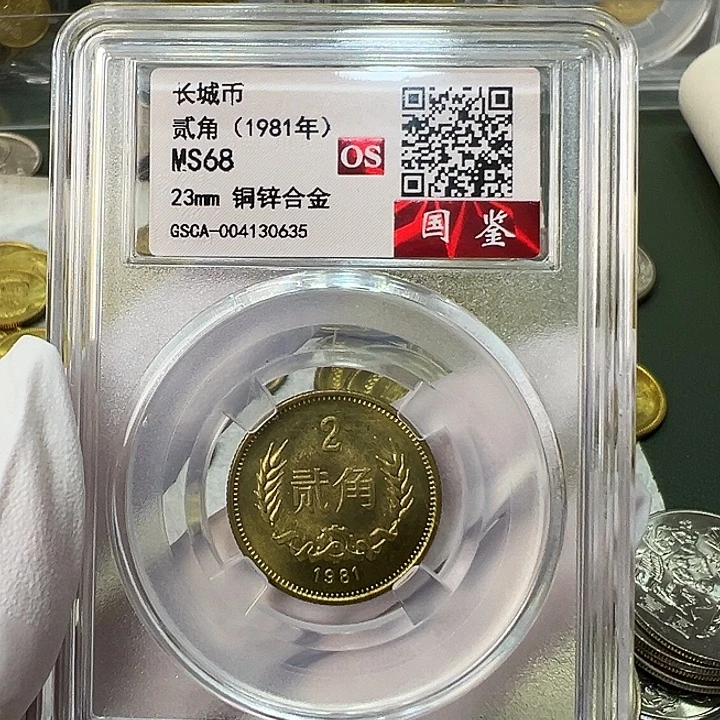 长城币
贰角（1981年）
MS68
OS
23mm 铜锌合金
GSCA-004130635
国鉴
2
贰角
1981